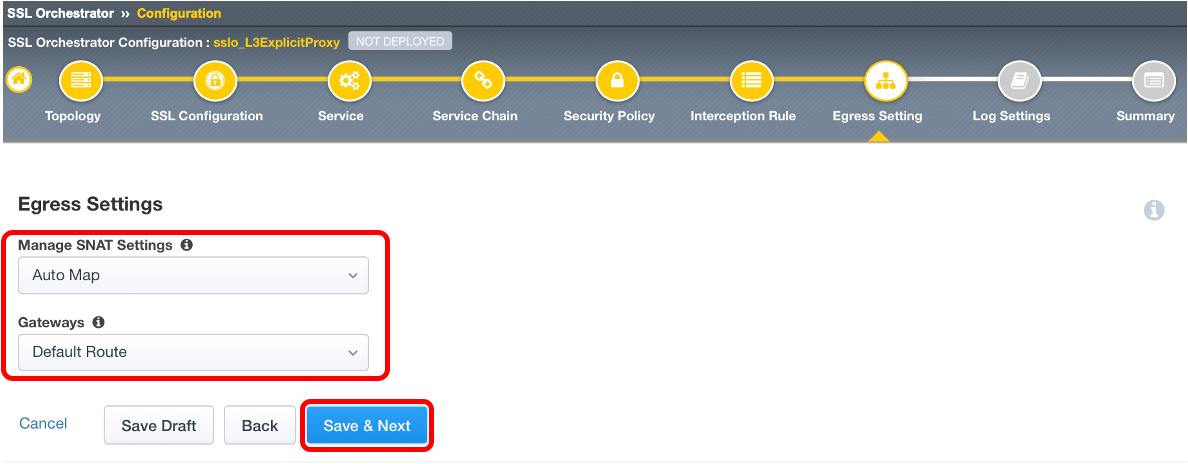 SSL Orchestrator » Configuration
SSL Orchestrator Configuration : sslo_L3ExplicitProxy NOT DEPLOYED
Topology SSL Configuration Service Service Chain Security Policy Interception Rule Egress Setting Log Settings Summary
Egress Settings
Manage SNAT Settings
Auto Map
Gateways
Default Route
Cancel Save Draft Back Save & Next